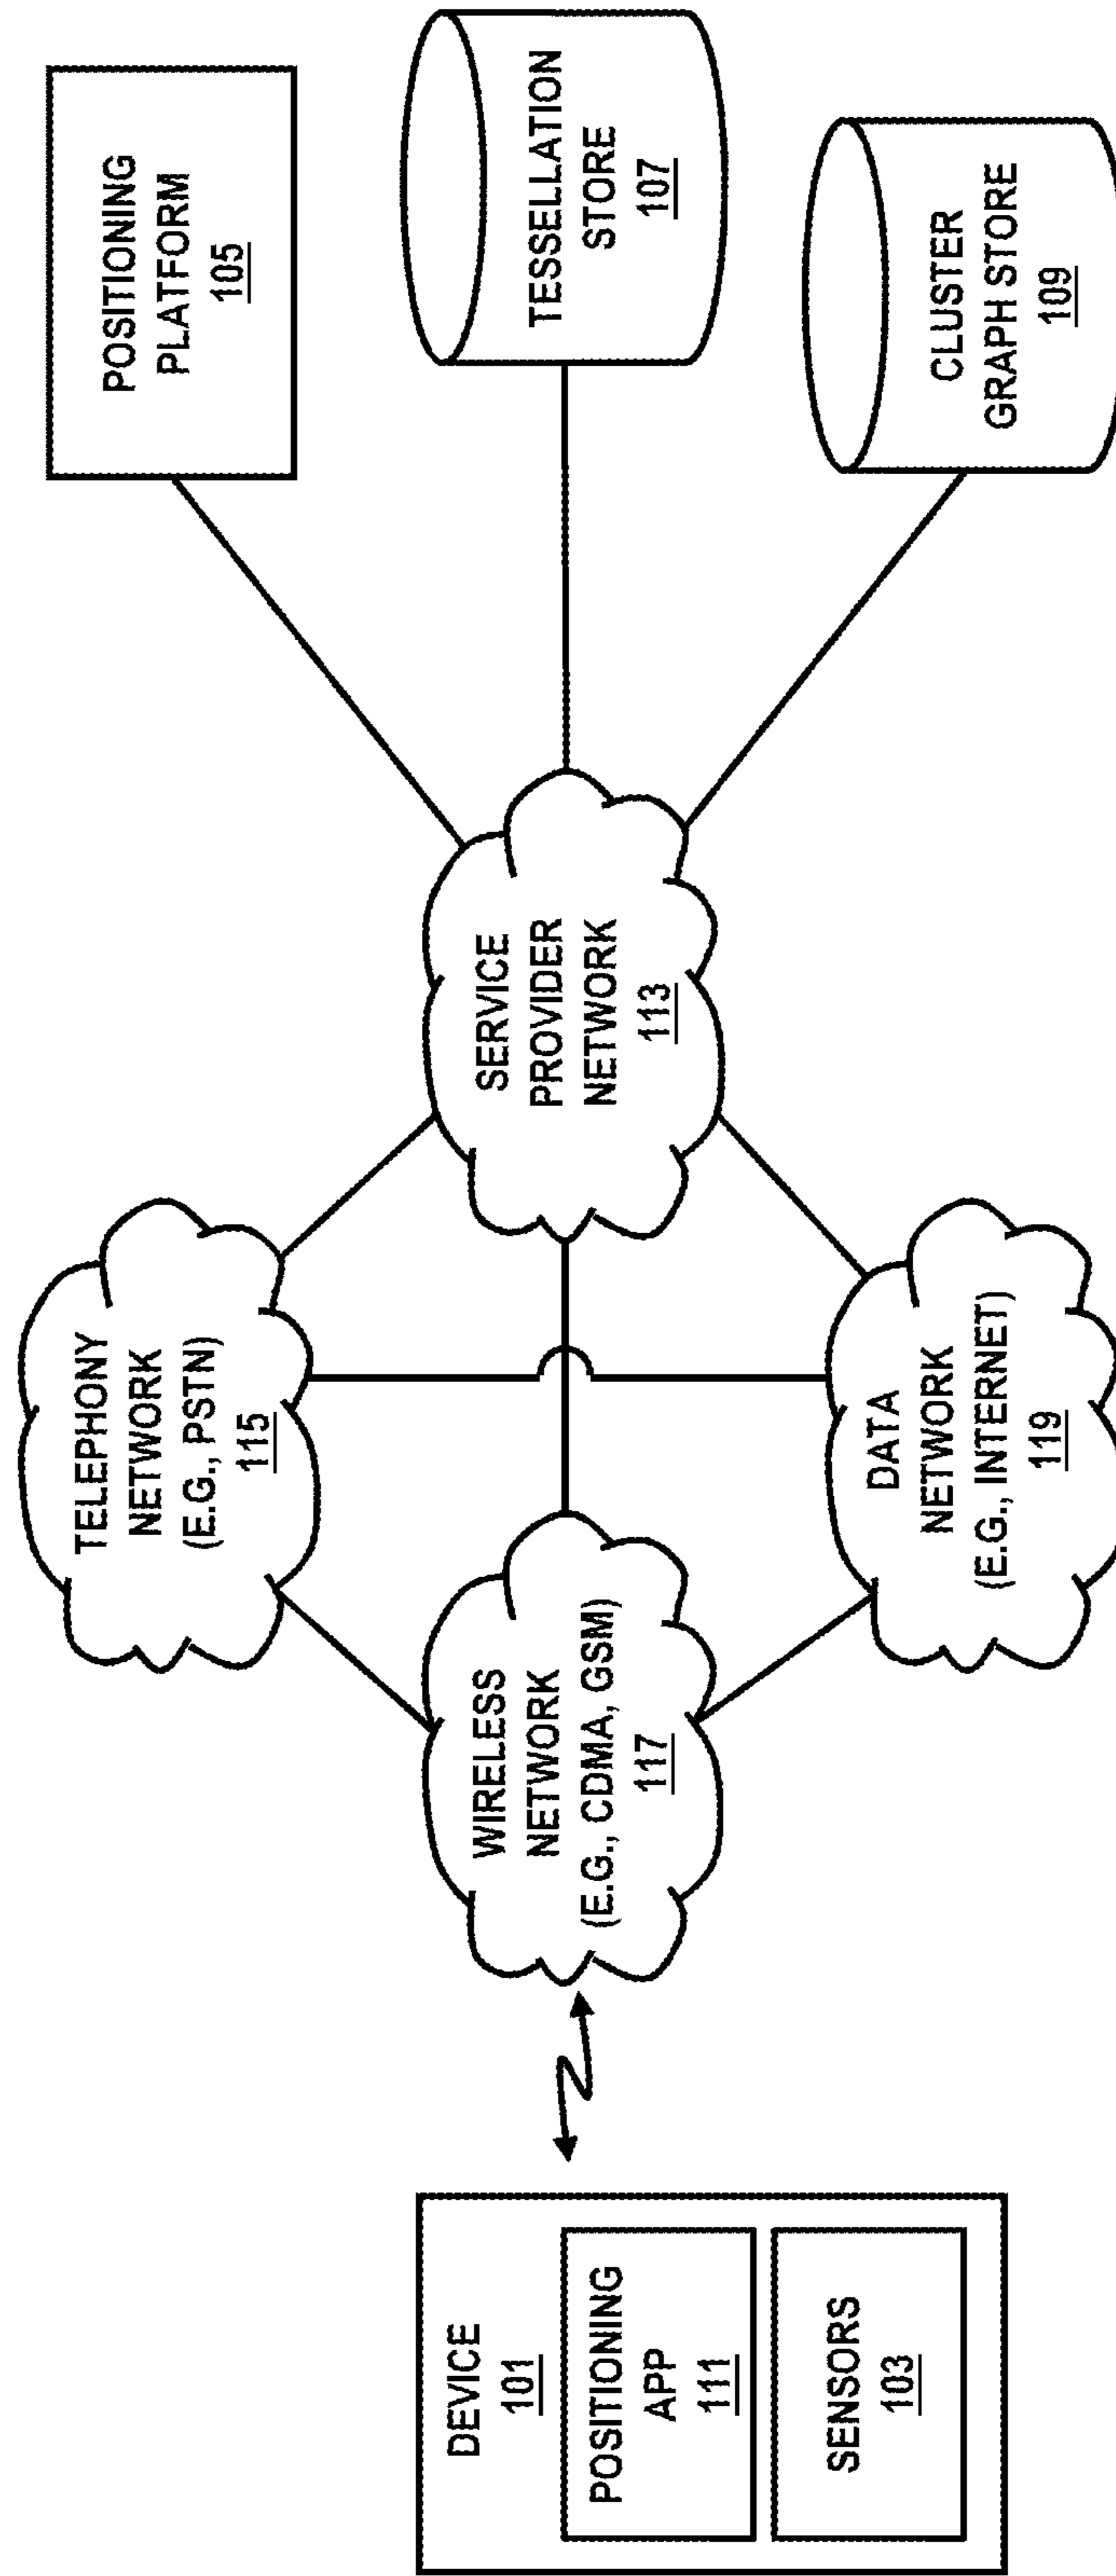 POSITIONING
PLATFORM
105
TESSELLATION
STORE
107
CLUSTER
GRAPH STORE
109
SERVICE
PROVIDER
NETWORK
113
TELEPHONY
NETWORK
(E.G., PSTN)
115
WIRELESS
NETWORK
(E.G., CDMA, GSM)
117
DATA
NETWORK
(E.G., INTERNET)
119
DEVICE
101
POSITIONING
APP
111
SENSORS
103